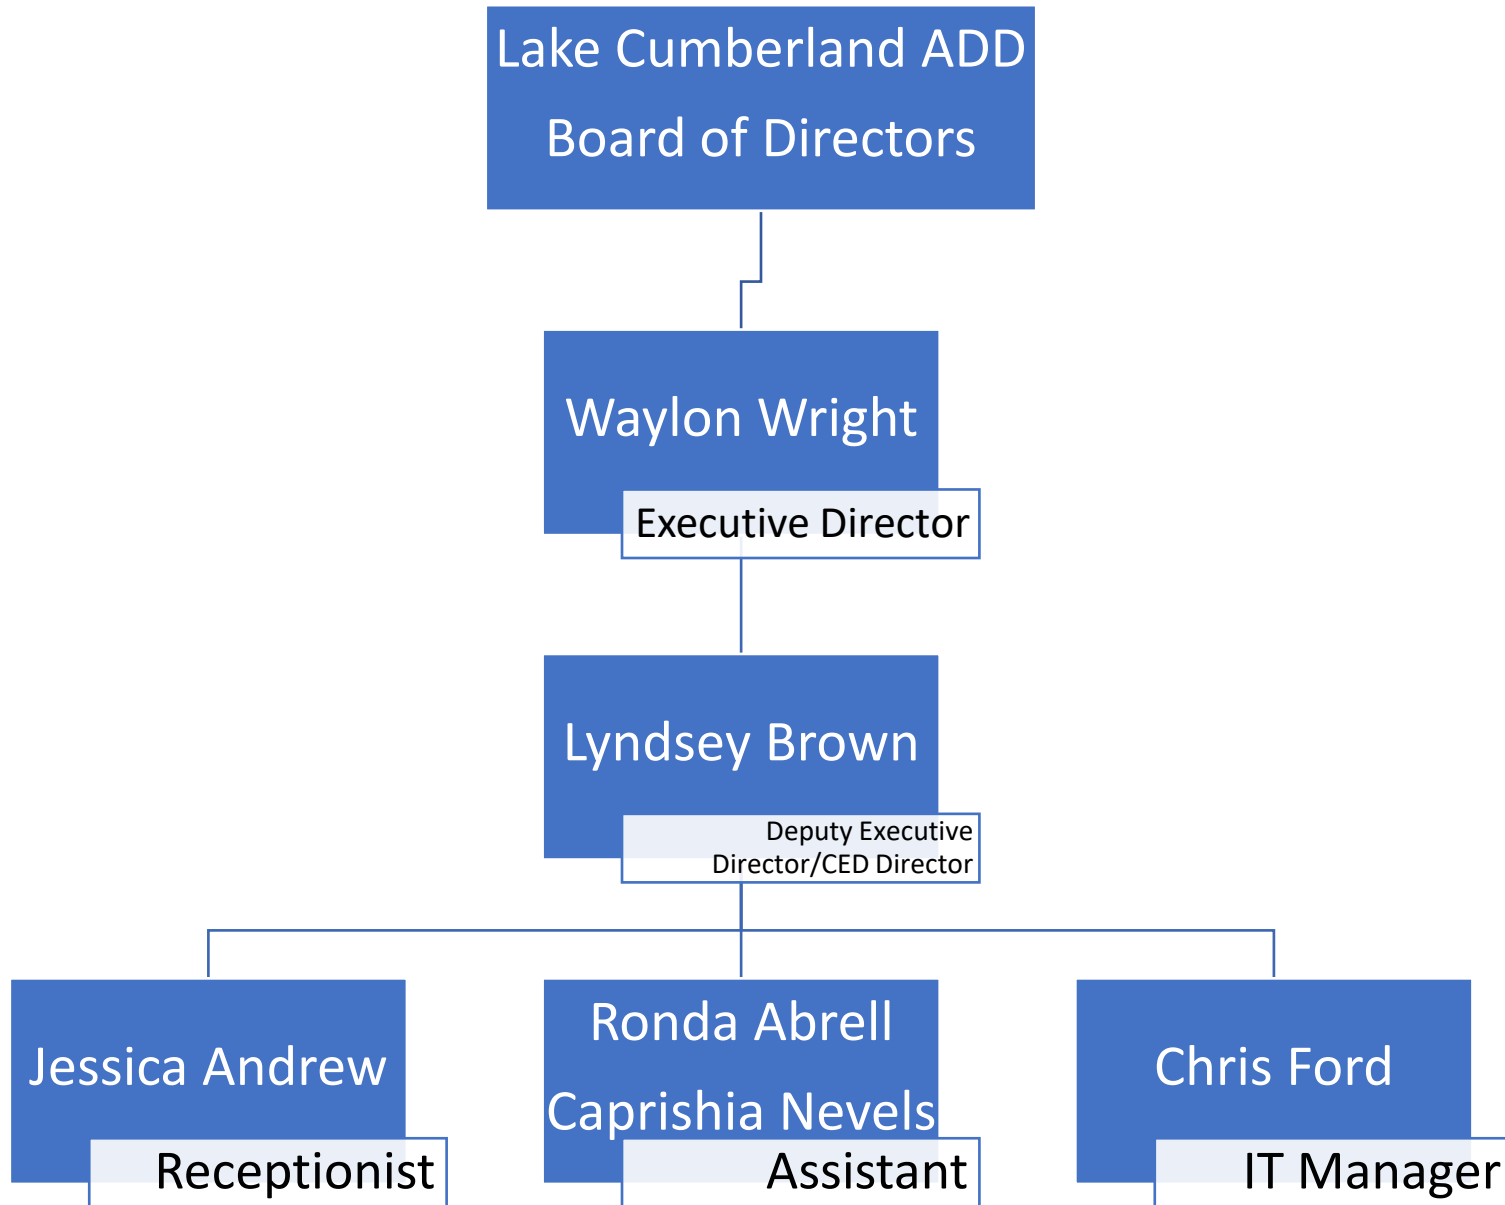 Lake Cumberland ADD
Board of Directors
Waylon Wright
Executive Director
Lyndsey Brown
Deputy Executive
Director/CED Director
Jessica Andrew
Receptionist
Ronda Abrell
Caprishia Nevels
Assistant
Chris Ford
IT Manager